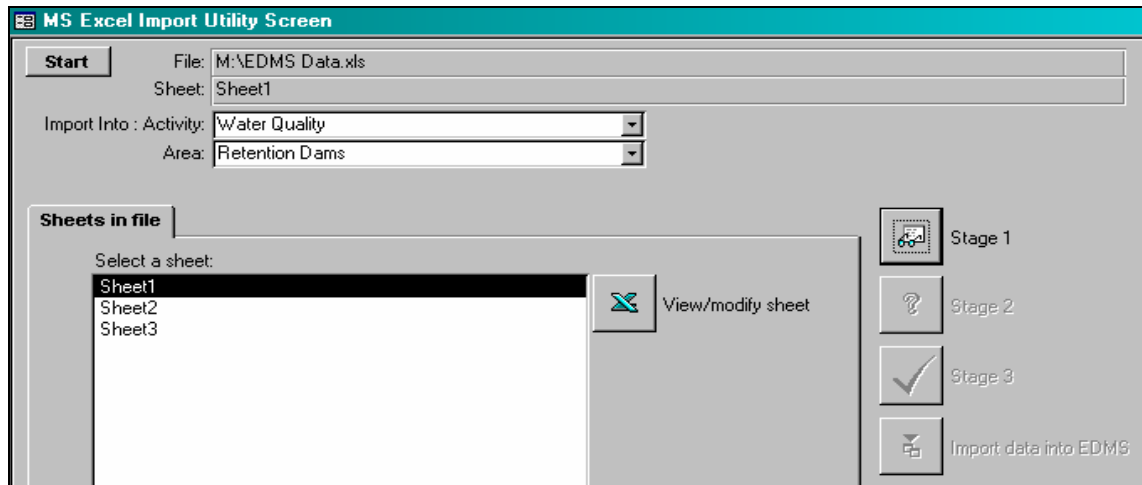 MS Excel Import Utility Screen
Start File: M:\EDMS Data.xls
Sheet: Sheet1
Import Into : Activity: Water Quality
Area: Retention Dams
Sheets in file
Select a sheet:
Sheet1
Sheet2
Sheet3
View/modify sheet
Stage 1
Stage 2
Stage 3
Import data into EDMS